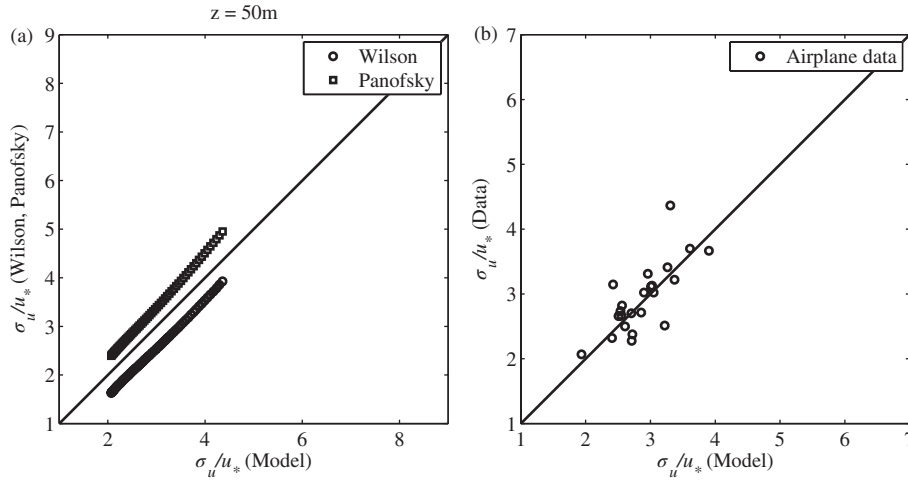 z = 50m
(a)
Wilson
Panofsky
9
8
7
6
5
4
3
2
1
2 4 6 8
σu/u* (Wilson, Panofsky)
σu/u* (Model)
(b)
Airplane data
7
6
5
4
3
2
1
1 2 3 4 5 6 7
σu/u* (Data)
σu/u* (Model)